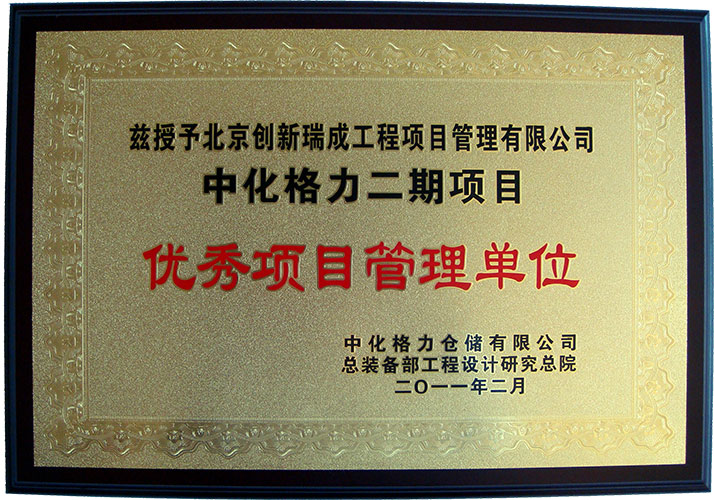 兹授予北京创新瑞成工程项目管理有限公司
中化格力二期项目
优秀项目管理单位
中化格力仓储有限公司
总装备部工程设计研究总院
二〇一一年二月